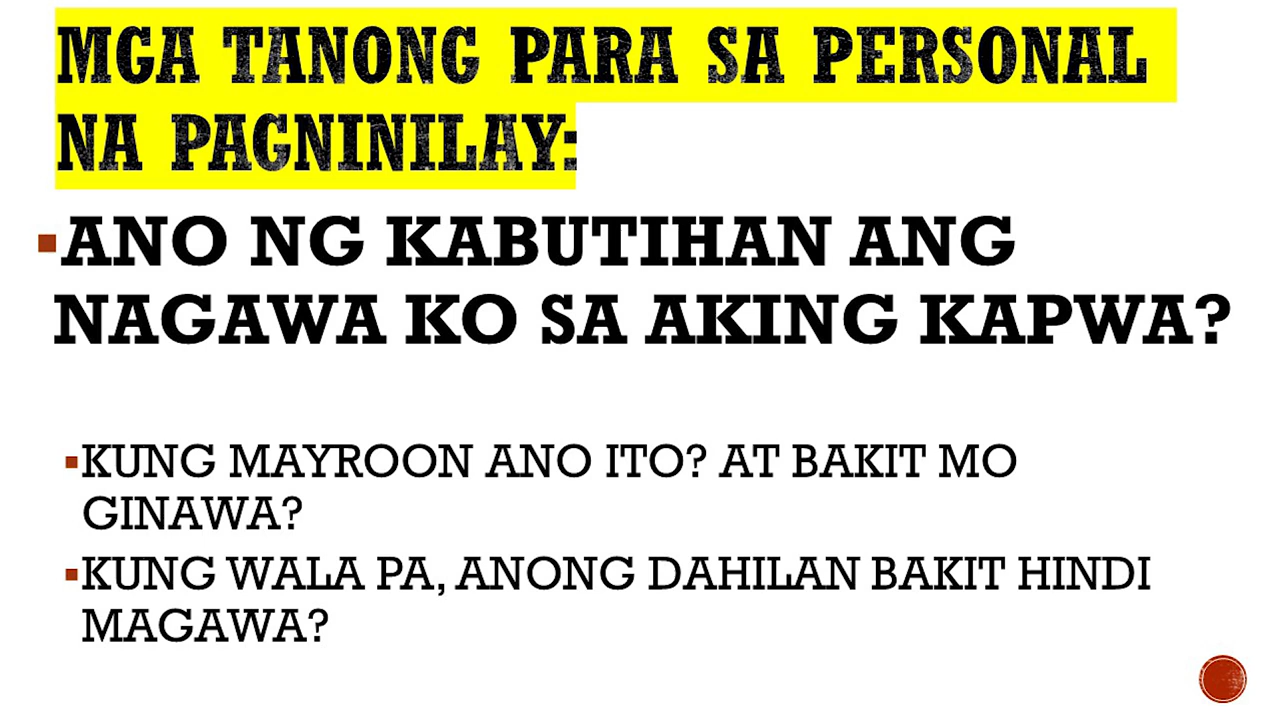 MGA TANONG PARA SA PERSONAL
NA PAGNINILAY:
▪ANO NG KABUTIHAN ANG
NAGAWA KO SA AKING KAPWA?
▪KUNG MAYROON ANO ITO? AT BAKIT MO
GINAWA?
▪KUNG WALA PA, ANONG DAHILAN BAKIT HINDI
MAGAWA?